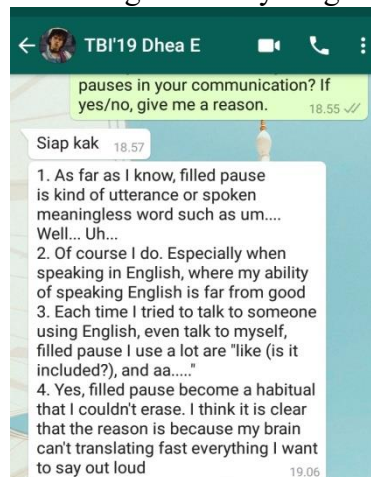 TBI'19 Dhea E
pauses in your communication? If
yes/no, give me a reason.
18.55
Siap kak 18.57
1. As far as I know, filled pause
is kind of utterance or spoken
meaningless word such as um....
Well... Uh...
2. Of course I do. Especially when
speaking in English, where my ability
of speaking English is far from good
3. Each time I tried to talk to someone
using English, even talk to myself,
filled pause I use a lot are "like (is it
included?), and aa....."
4. Yes, filled pause become a habitual
that I couldn't erase. I think it is clear
that the reason is because my brain
can't translating fast everything I want
to say out loud
19.06